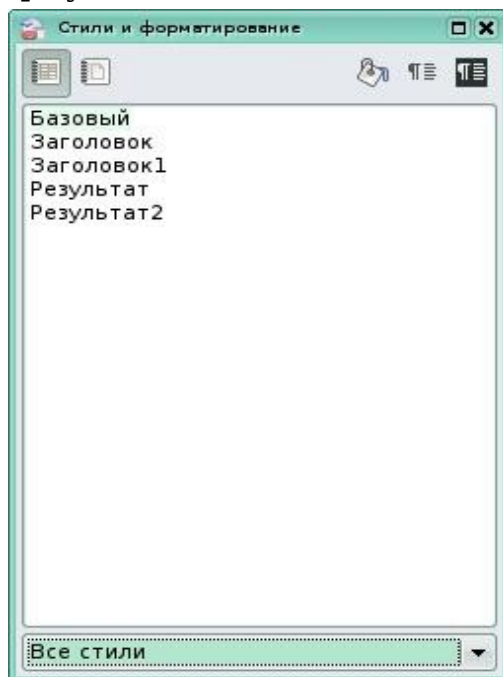 Стили и форматирование
Базовый
Заголовок
Заголовок1
Результат
Результат2
Все стили